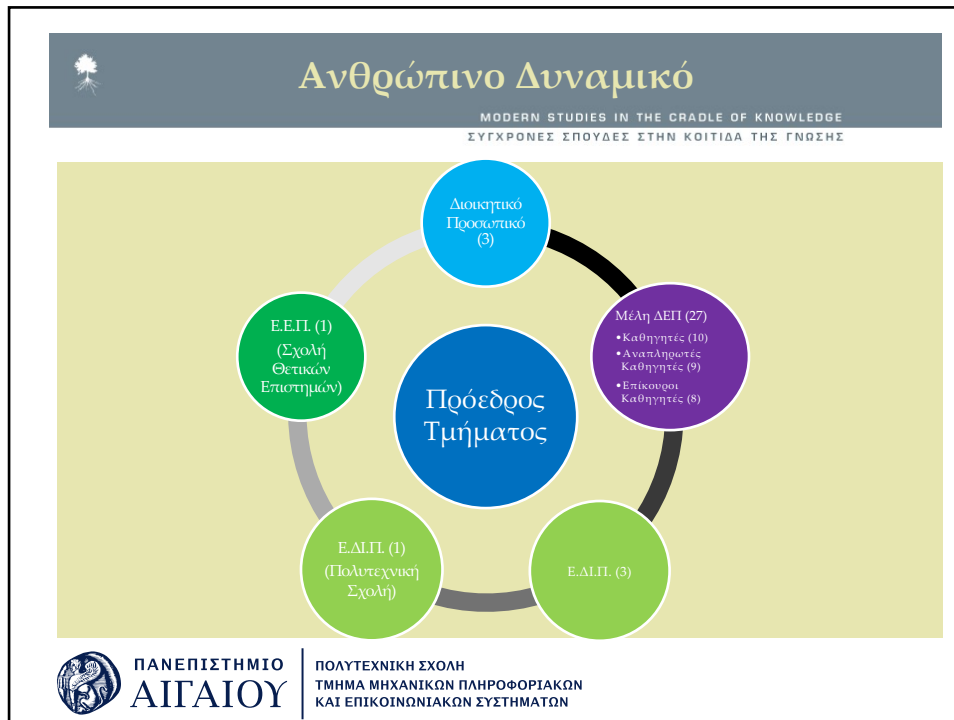 Ανθρώπινο Δυναμικό
MODERN STUDIES IN THE CRADLE OF KNOWLEDGE
ΣΥΓΧΡΟΝΕΣ ΣΠΟΥΔΕΣ ΣΤΗΝ ΚΟΙΤΙΔΑ ΤΗΣ ΓΝΩΣΗΣ
Διοικητικό
Προσωπικό
(3)
Μέλη ΔΕΠ (27)
•Καθηγητές (10)
•Αναπληρωτές
Καθηγητές (9)
•Επίκουροι
Καθηγητές (8)
Ε.ΔΙ.Π. (3)
Ε.ΔΙ.Π. (1)
(Πολυτεχνική
Σχολή)
Ε.Ε.Π. (1)
(Σχολή
Θετικών
Επιστημών)
Πρόεδρος
Τμήματος
ΠΑΝΕΠΙΣΤΗΜΙΟ
ΑΙΓΑΙΟΥ
ΠΟΛΥΤΕΧΝΙΚΗ ΣΧΟΛΗ
ΤΜΗΜΑ ΜΗΧΑΝΙΚΩΝ ΠΛΗΡΟΦΟΡΙΑΚΩΝ
ΚΑΙ ΕΠΙΚΟΙΝΩΝΙΑΚΩΝ ΣΥΣΤΗΜΑΤΩΝ